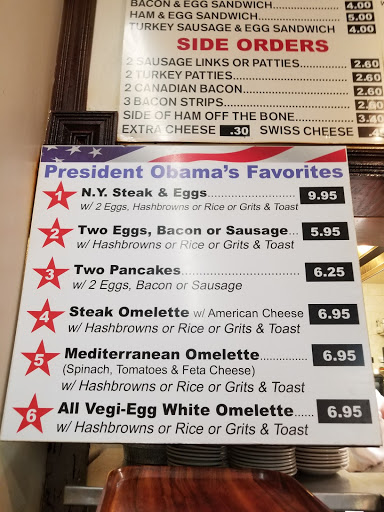 BACON & EGG SANDWICH 4.00
HAM & EGG SANDWICH 5.00
TURKEY SAUSAGE & EGG SANDWICH 4.00
SIDE ORDERS
2 SAUSAGE LINKS OR PATTIES 2.60
2 TURKEY PATTIES 2.60
2 CANADIAN BACON 2.60
3 BACON STRIPS 2.60
SIDE OF HAM OFF THE BONE 3.40
EXTRA CHEESE .30 SWISS CHEESE
President Obama's Favorites
1 N.Y. Steak & Eggs 9.95
w/ 2 Eggs, Hashbrowns or Rice or Grits & Toast
2 Two Eggs, Bacon or Sausage... 5.95
w/ Hashbrowns or Rice or Grits & Toast
3 Two Pancakes 6.25
w/ 2 Eggs, Bacon or Sausage
4 Steak Omelette w/ American Cheese 6.95
w/ Hashbrowns or Rice or Grits & Toast
5 Mediterranean Omelette 6.95
(Spinach, Tomatoes & Feta Cheese)
w/ Hashbrowns or Rice or Grits & Toast
6 All Vegi-Egg White Omelette...... 6.95
w/ Hashbrowns or Rice or Grits & Toast